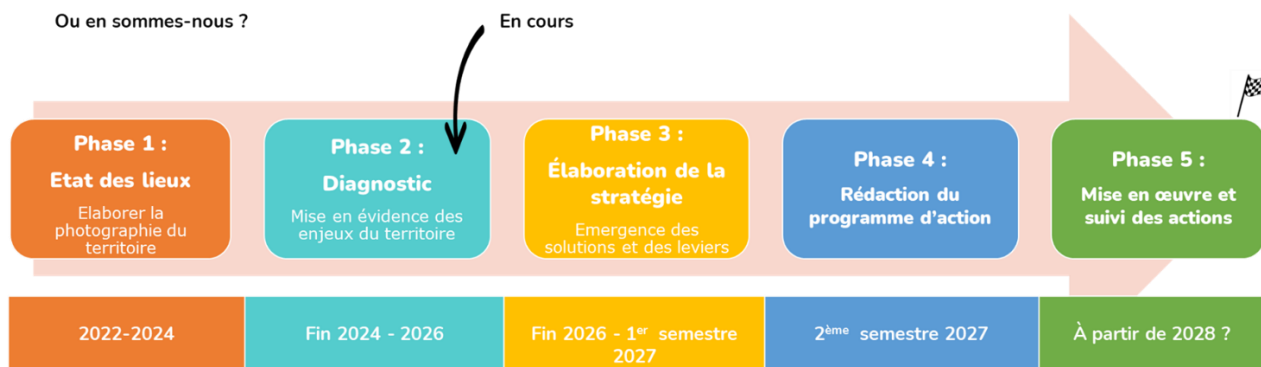 Ou en sommes-nous ?
En cours
Phase 1 :
Etat des lieux
Elaborer la
photographie du
territoire
Phase 2 :
Diagnostic
Mise en évidence des
enjeux du territoire
Phase 3 :
Élaboration de la
stratégie
Emergence des
solutions et des leviers
Phase 4 :
Rédaction du
programme d’action
Phase 5 :
Mise en œuvre et
suivi des actions
2022-2024
Fin 2024 - 2026
Fin 2026 - 1er semestre
2027
2ème semestre 2027
À partir de 2028 ?